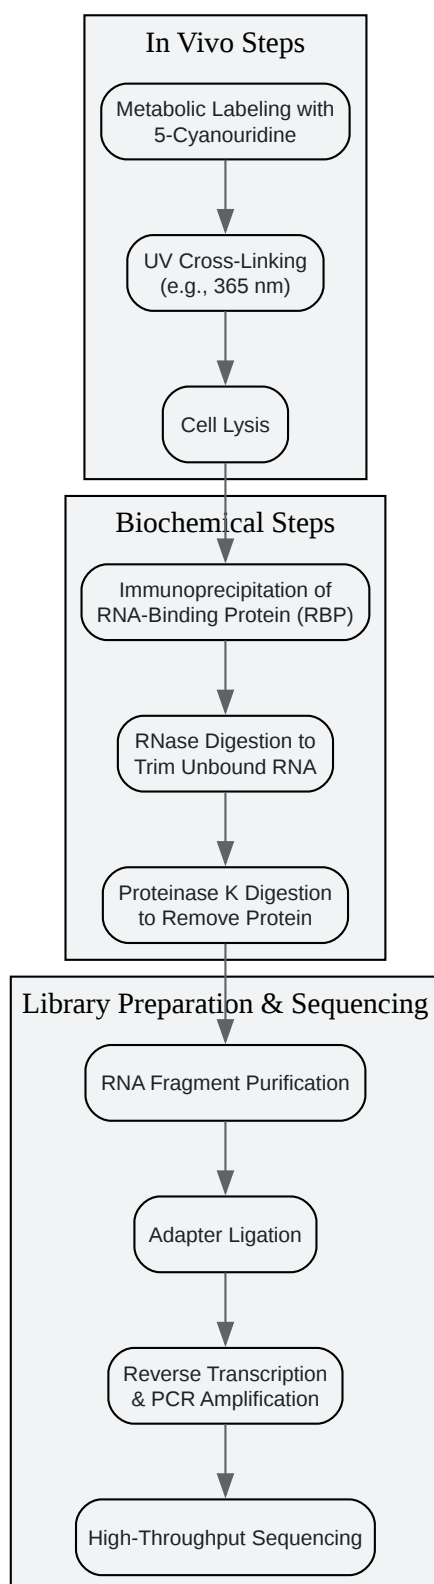 In Vivo Steps
Metabolic Labeling with
5-Cyanouridine
UV Cross-Linking
(e.g., 365 nm)
Cell Lysis
Biochemical Steps
Immunoprecipitation of
RNA-Binding Protein (RBP)
RNase Digestion to
Trim Unbound RNA
Proteinase K Digestion
to Remove Protein
Library Preparation & Sequencing
RNA Fragment Purification
Adapter Ligation
Reverse Transcription
& PCR Amplification
High-Throughput Sequencing